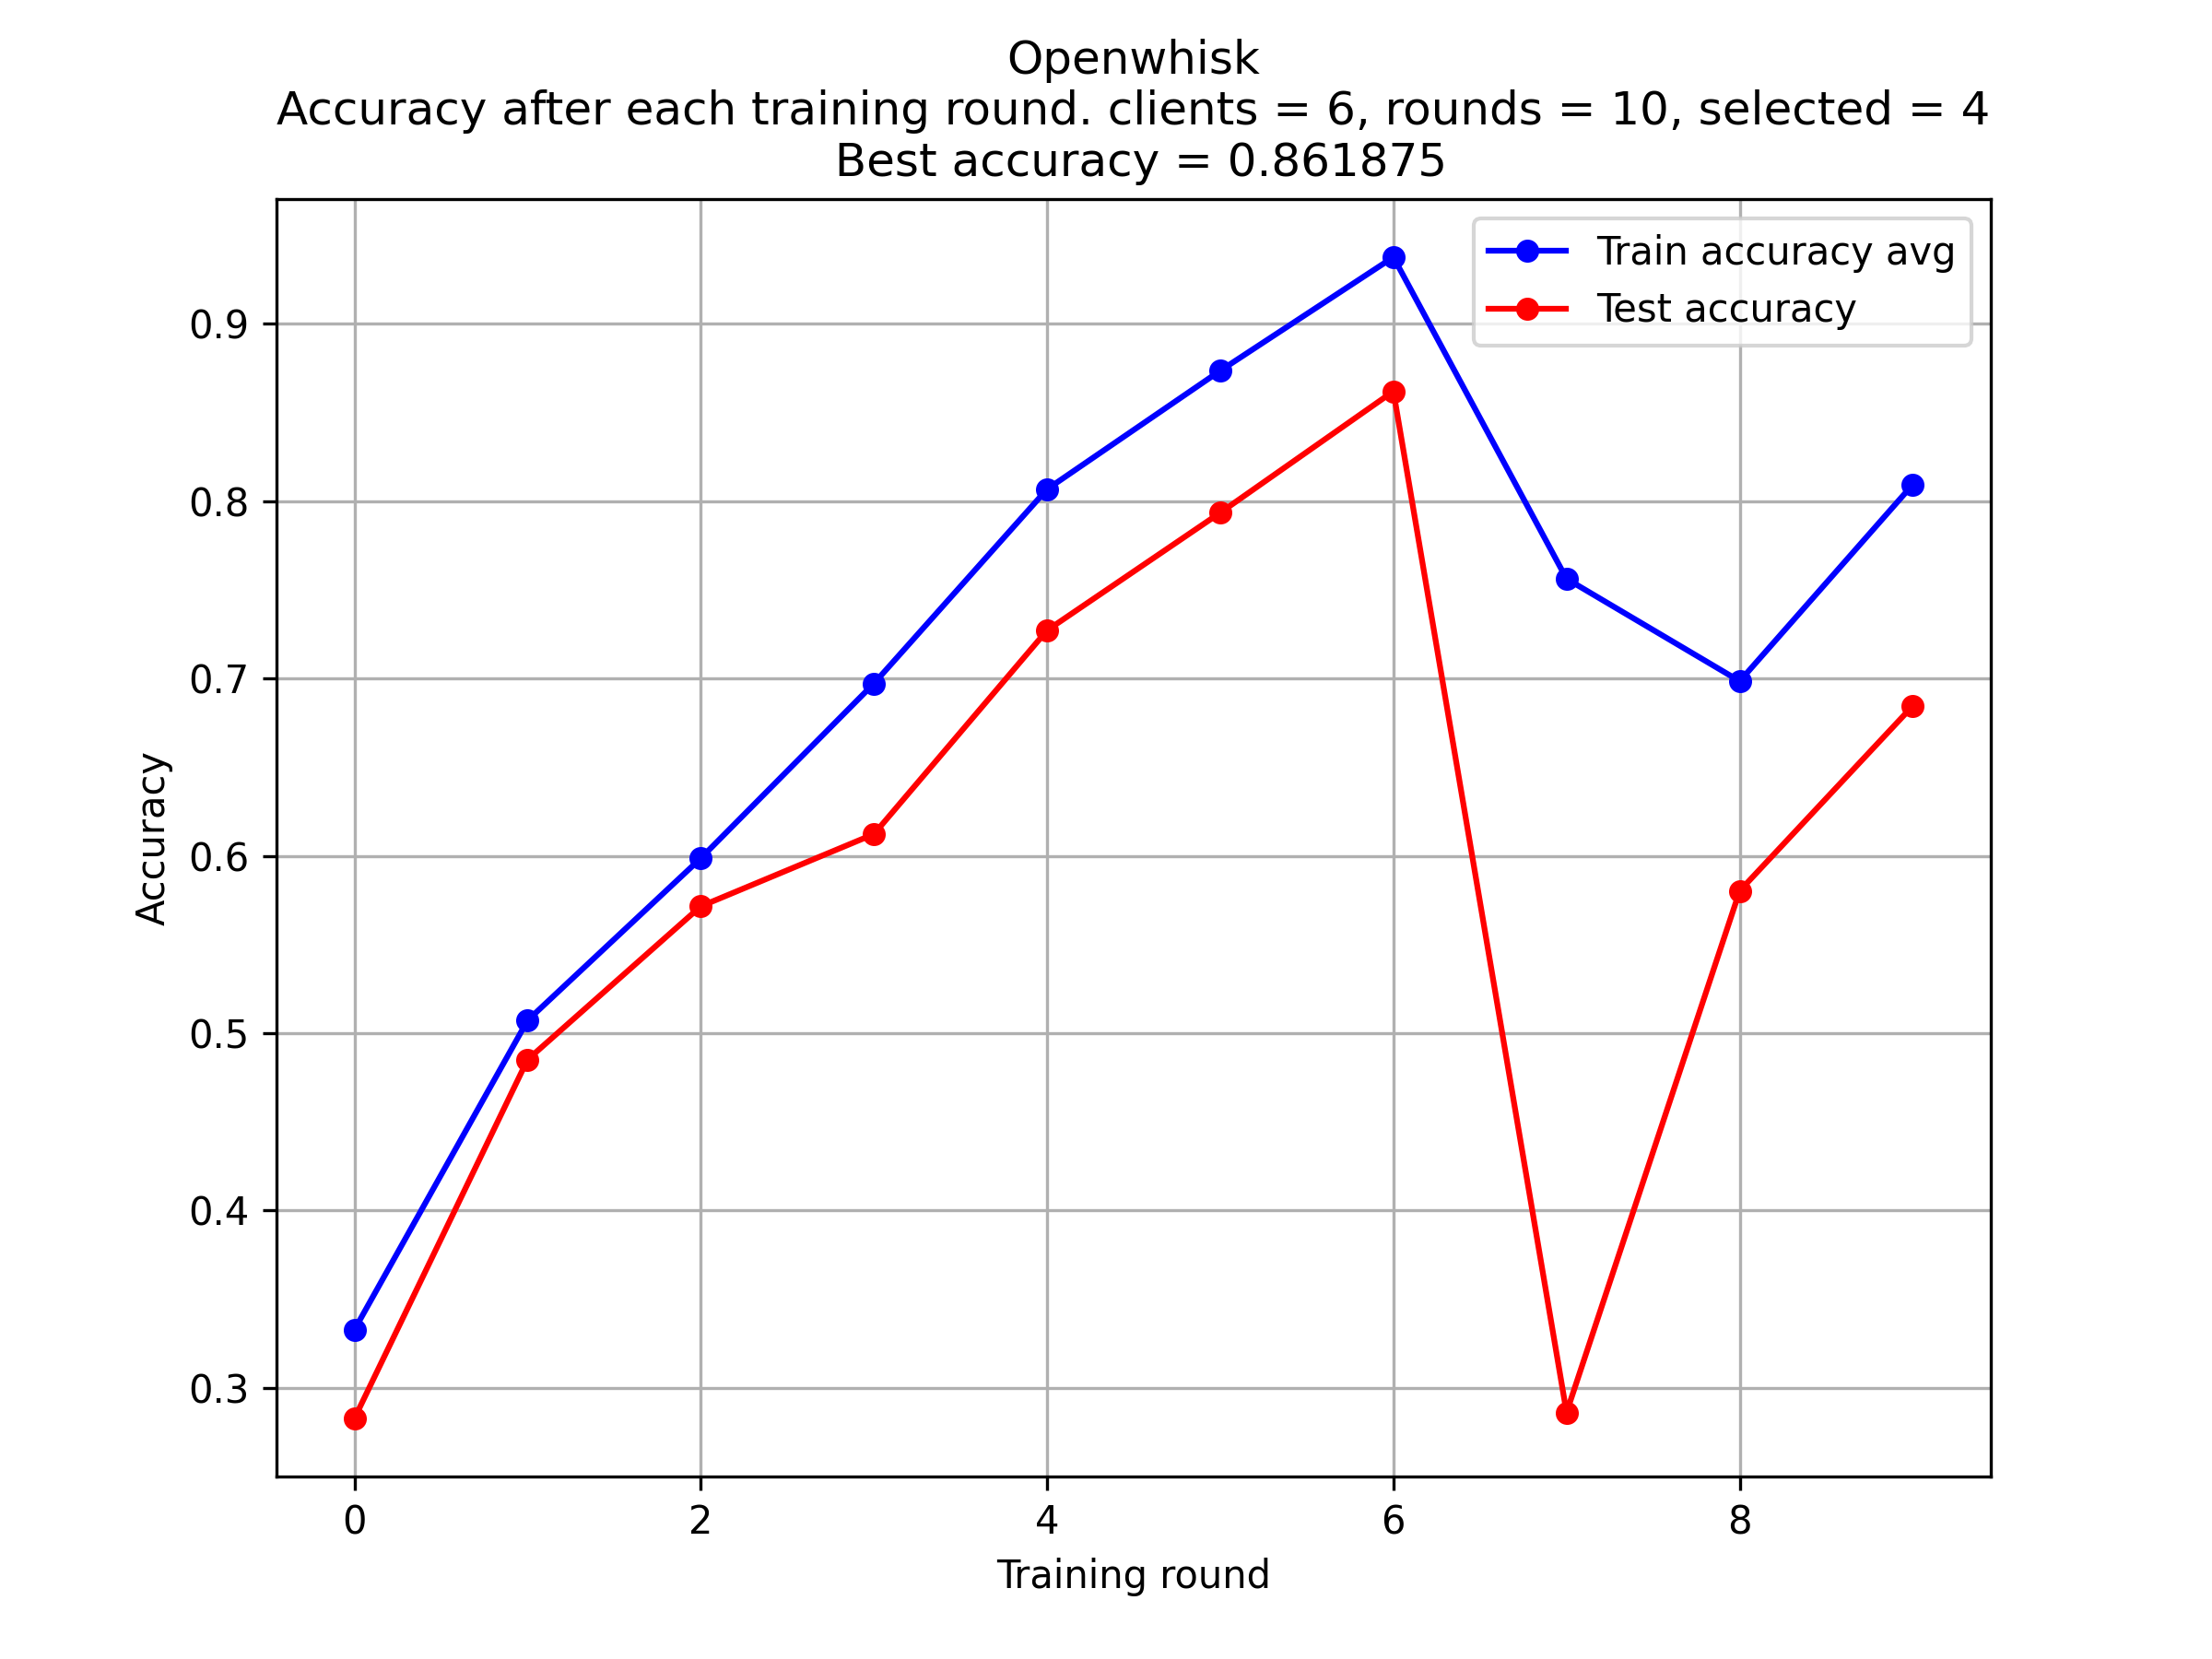 Openwhisk
Accuracy after each training round. clients = 6, rounds = 10, selected = 4
Best accuracy = 0.861875
Train accuracy avg
Test accuracy
0.9
0.8
0.7
0.6
0.5
0.4
0.3
Accuracy
0 2 4 6 8
Training round